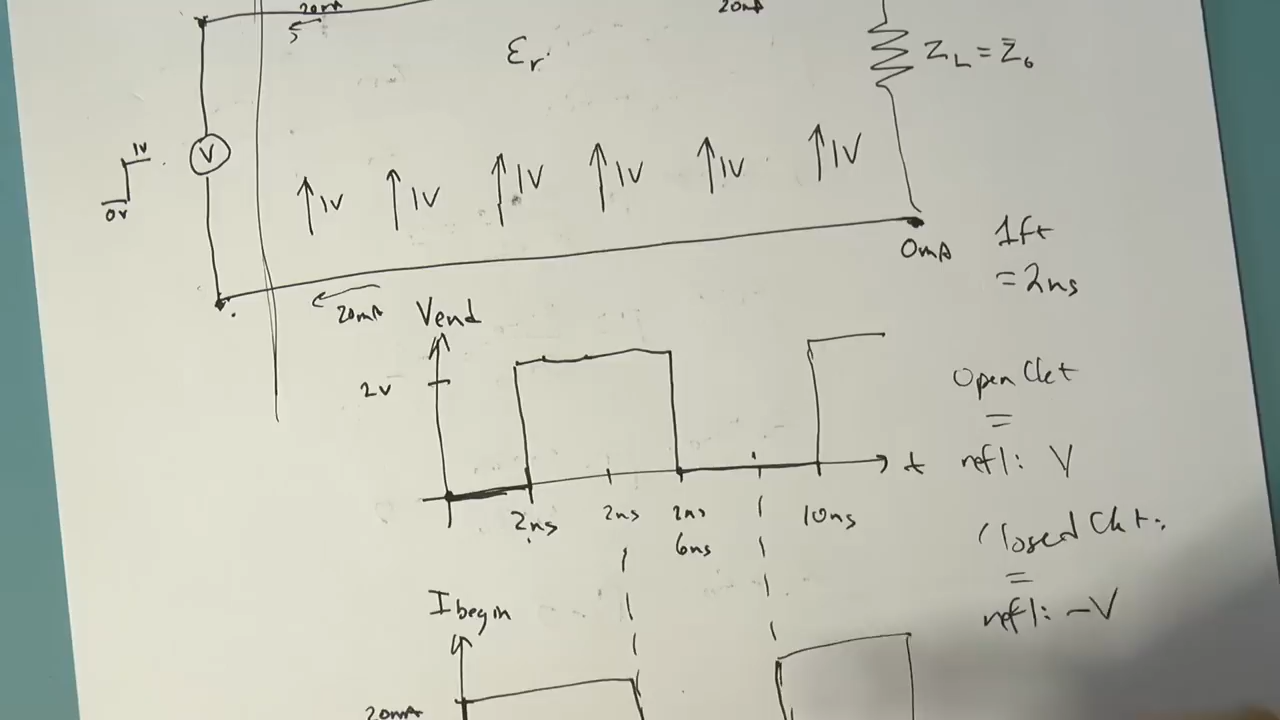 20mA
20mA
εr
ZL = Z0
V
1V
0V
1V
1V
1V
1V
1V
1V
0mA
1ft
= 2ns
20mA
Vend
2V
Open Ckt
=
refl: V
t
2ns
2ns
2ns
6ns
10ns
Closed Ckt:
=
refl: -V
Ibegin
20mA